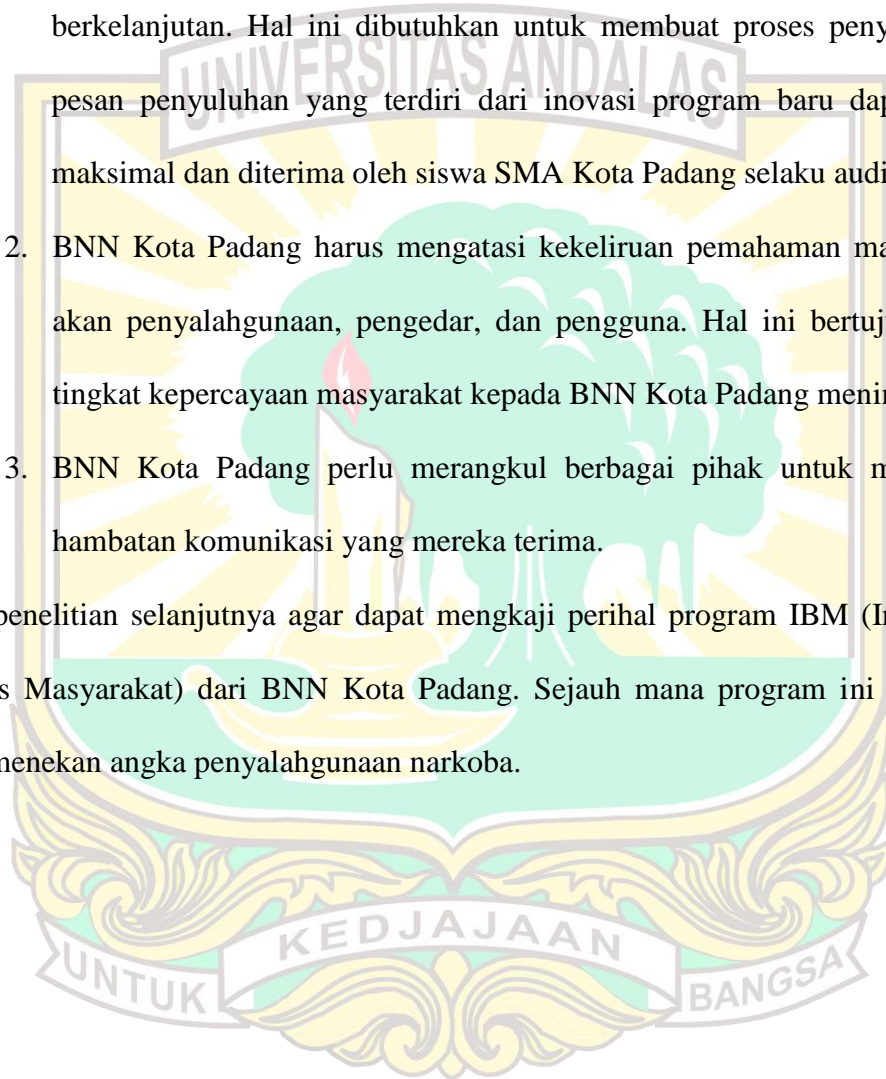 berkelanjutan. Hal ini dibutuhkan untuk membuat proses peny
UNIVERSITAS ANDALAS
pesan penyuluhan yang terdiri dari inovasi program baru dap
maksimal dan diterima oleh siswa SMA Kota Padang selaku audi
2. BNN Kota Padang harus mengatasi kekeliruan pemahaman ma
akan penyalahgunaan, pengedar, dan pengguna. Hal ini bertuj
tingkat kepercayaan masyarakat kepada BNN Kota Padang menin
3. BNN Kota Padang perlu merangkul berbagai pihak untuk m
hambatan komunikasi yang mereka terima.
penelitian selanjutnya agar dapat mengkaji perihal program IBM (In
s Masyarakat) dari BNN Kota Padang. Sejauh mana program ini
menekan angka penyalahgunaan narkoba.
UNTUK KEDJAJAAN BANGSA